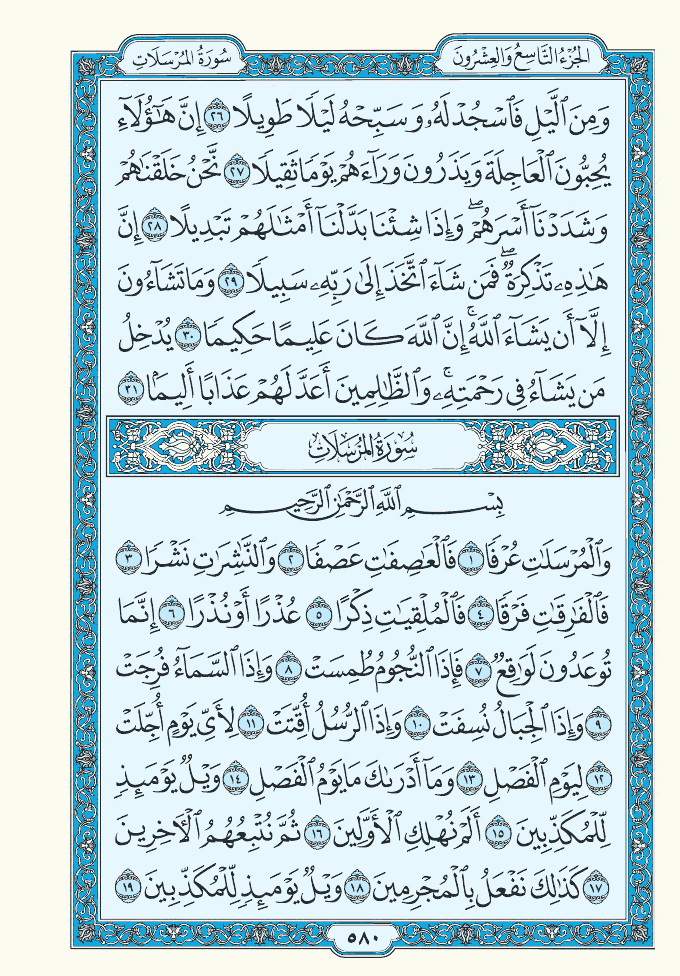 الجُزْءُ التَّاسِعُ وَالعِشْرُونَ
سُورَةُ المُرْسَلَاتِ
وَمِنَ ٱلَّيْلِ فَٱسْجُدْ لَهُۥ وَسَبِّحْهُ لَيْلًا طَوِيلًا ٢٦ إِنَّ هَٰٓؤُلَآءِ
يُحِبُّونَ ٱلْعَاجِلَةَ وَيَذَرُونَ وَرَآءَهُمْ يَوْمًا ثَقِيلًا ٢٧ نَّحْنُ خَلَقْنَٰهُمْ
وَشَدَدْنَآ أَسْرَهُمْۖ وَإِذَا شِئْنَا بَدَّلْنَآ أَمْثَٰلَهُمْ تَبْدِيلًا ٢٨ إِنَّ
هَٰذِهِۦ تَذْكِرَةٌۖ فَمَن شَآءَ ٱتَّخَذَ إِلَىٰ رَبِّهِۦ سَبِيلًا ٢٩ وَمَا تَشَآءُونَ
إِلَّآ أَن يَشَآءَ ٱللَّهُۚ إِنَّ ٱللَّهَ كَانَ عَلِيمًا حَكِيمًا ٣٠ يُدْخِلُ
مَن يَشَآءُ فِى رَحْمَتِهِۦۚ وَٱلظَّٰلِمِينَ أَعَدَّ لَهُمْ عَذَابًا أَلِيمًۢا ٣١
سُورَةُ المُرْسَلَاتِ
بِسْمِ ٱللَّهِ ٱلرَّحْمَٰنِ ٱلرَّحِيمِ
وَٱلْمُرْسَلَٰتِ عُرْفًا ١ فَٱلْعَٰصِفَٰتِ عَصْفًا ٢ وَٱلنَّٰشِرَٰتِ نَشْرًا ٣
فَٱلْفَٰرِقَٰتِ فَرْقًا ٤ فَٱلْمُلْقِيَٰتِ ذِكْرًا ٥ عُذْرًا أَوْ نُذْرًا ٦ إِنَّمَا
تُوعَدُونَ لَوَٰقِعٌ ٧ فَإِذَا ٱلنُّجُومُ طُمِسَتْ ٨ وَإِذَا ٱلسَّمَآءُ فُرِجَتْ
٩ وَإِذَا ٱلْجِبَالُ نُسِفَتْ ١٠ وَإِذَا ٱلرُّسُلُ أُقِّتَتْ ١١ لِأَىِّ يَوْمٍ أُجِّلَتْ
١٢ لِيَوْمِ ٱلْفَصْلِ ١٣ وَمَآ أَدْرَىٰكَ مَا يَوْمُ ٱلْفَصْلِ ١٤ وَيْلٌ يَوْمَئِذٍ
لِّلْمُكَذِّبِينَ ١٥ أَلَمْ نُهْلِكِ ٱلْأَوَّلِينَ ١٦ ثُمَّ نُتْبِعُهُمُ ٱلْءَاخِرِينَ
١٧ كَذَٰلِكَ نَفْعَلُ بِٱلْمُجْرِمِينَ ١٨ وَيْلٌ يَوْمَئِذٍ لِّلْمُكَذِّبِينَ ١٩
٥٨٠